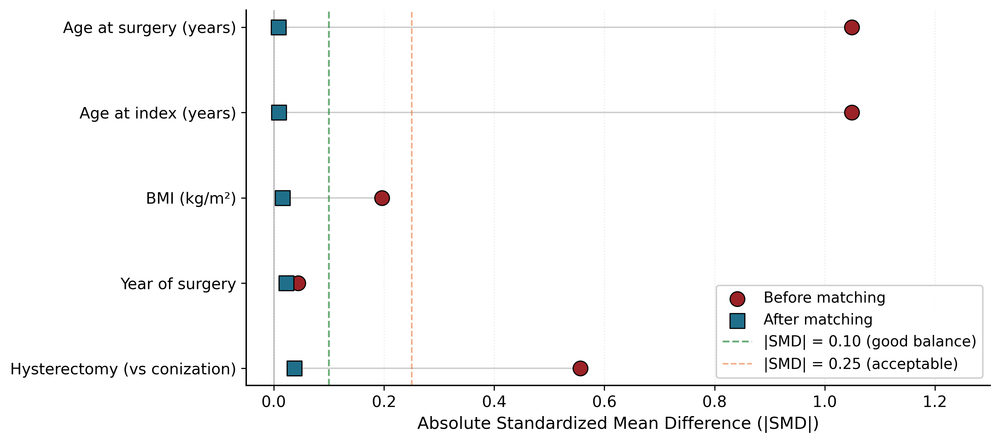 Age at surgery (years)
Age at index (years)
BMI (kg/m²)
Year of surgery
Hysterectomy (vs conization)
Before matching
After matching
|SMD| = 0.10 (good balance)
|SMD| = 0.25 (acceptable)
0.0 0.2 0.4 0.6 0.8 1.0 1.2
Absolute Standardized Mean Difference (|SMD|)